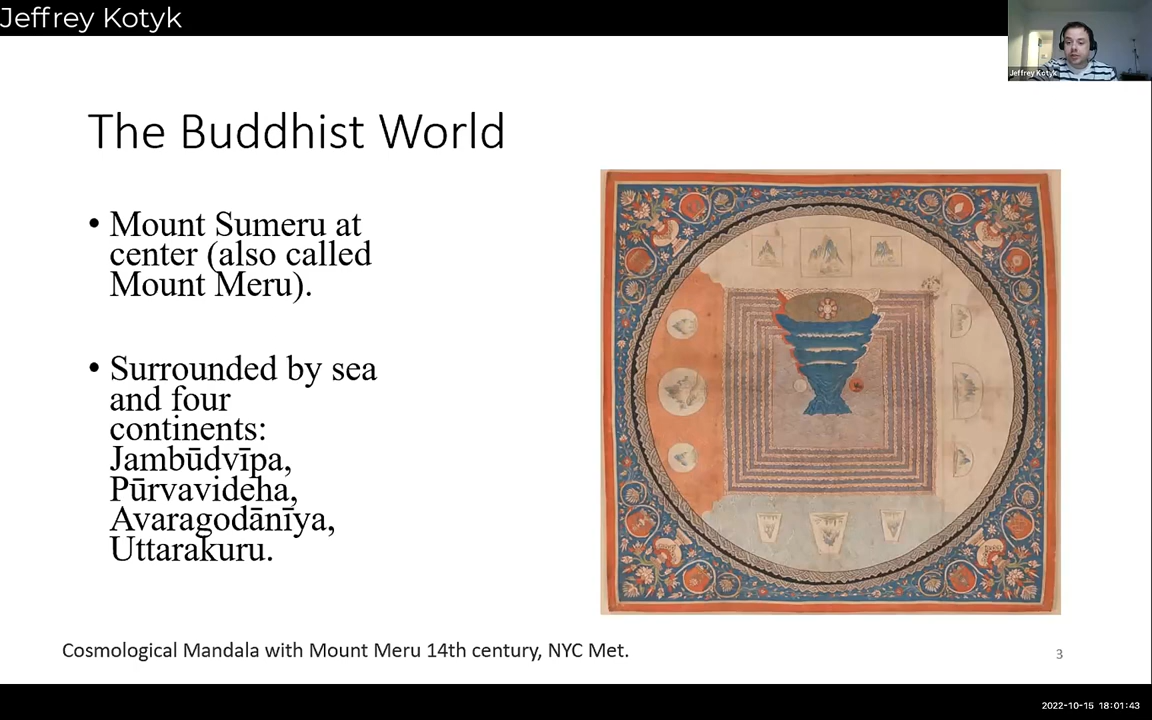 Jeffrey Kotyk
Jeffrey Kotyk
The Buddhist World
• Mount Sumeru at
center (also called
Mount Meru).
• Surrounded by sea
and four
continents:
Jambūdvīpa,
Pūrvavideha,
Avaragodānīya,
Uttarakuru.
Cosmological Mandala with Mount Meru 14th century, NYC Met.
3
2022-10-15 18:01:43